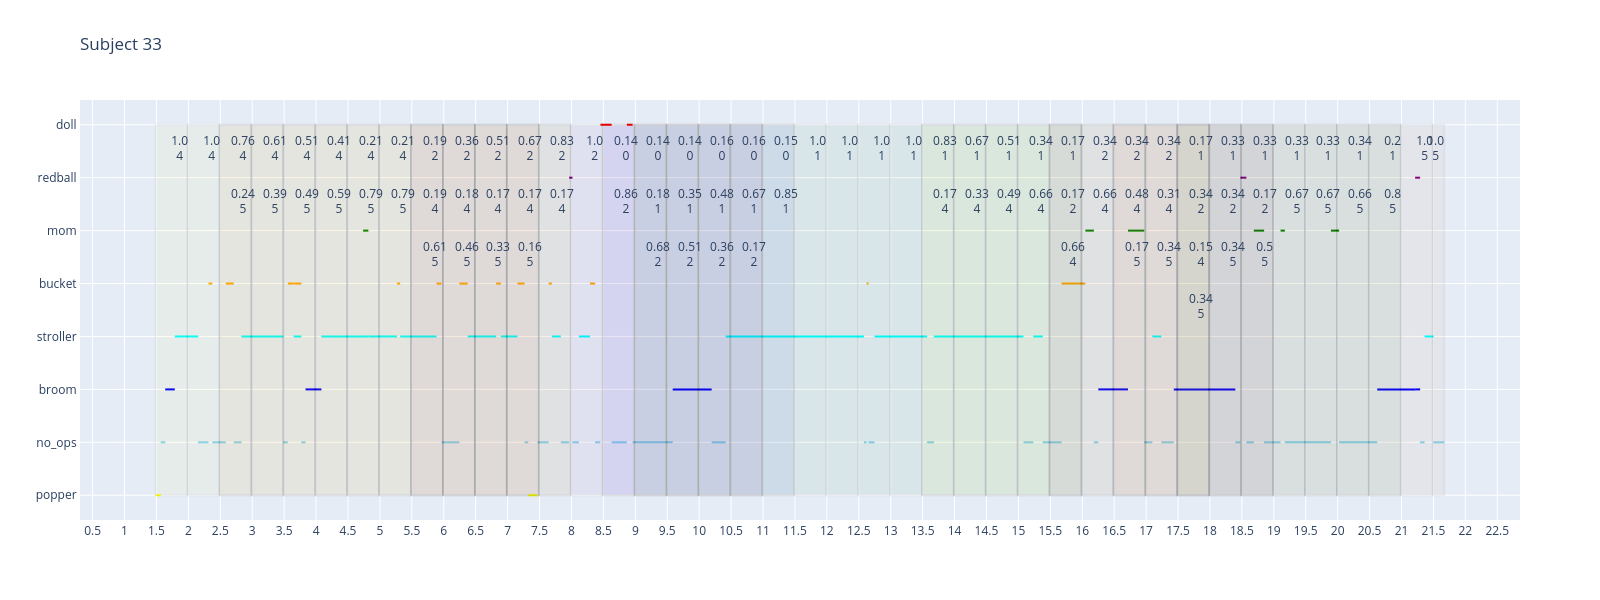 Subject 33
doll
1.0 1.0 0.76 0.61 0.51 0.41 0.21 0.21 0.19 0.36 0.51 0.67 0.83 1.0 0.14 0.14 0.14 0.16 0.16 0.15 1.0 1.0 1.0 1.0 0.83 0.67 0.51 0.34 0.17 0.34 0.34 0.34 0.17 0.33 0.33 0.33 0.33 0.34 0.2 1.0 1.0
4 4 4 4 4 4 4 4 2 2 2 2 2 2 0 0 0 0 0 0 1 1 1 1 1 1 1 1 1 2 2 2 1 1 1 1 1 1 1 5 5
redball
0.24 0.39 0.49 0.59 0.79 0.79 0.19 0.18 0.17 0.17 0.17 0.86 0.18 0.35 0.48 0.67 0.85 0.17 0.33 0.49 0.66 0.17 0.66 0.48 0.31 0.34 0.34 0.17 0.67 0.67 0.66 0.8
5 5 5 5 5 5 4 4 4 4 4 2 1 1 1 1 1 4 4 4 4 2 4 4 4 2 2 2 5 5 5 5
mom
0.61 0.46 0.33 0.16 0.68 0.51 0.36 0.17 0.66 0.17 0.34 0.15 0.34 0.5
5 5 5 5 2 2 2 2 4 5 5 4 5 5
bucket
0.34
5
stroller
broom
no_ops
popper
0.5 1 1.5 2 2.5 3 3.5 4 4.5 5 5.5 6 6.5 7 7.5 8 8.5 9 9.5 10 10.5 11 11.5 12 12.5 13 13.5 14 14.5 15 15.5 16 16.5 17 17.5 18 18.5 19 19.5 20 20.5 21 21.5 22 22.5